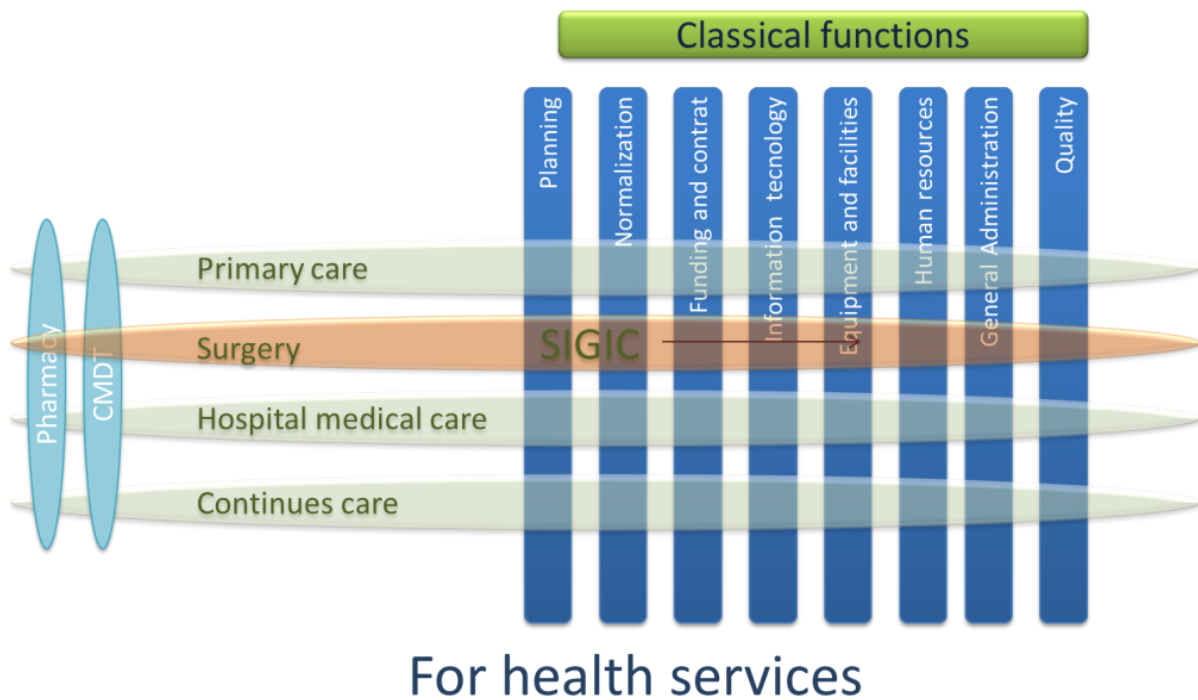 Classical functions
Planning
Normalization
Funding and contrat
Information tecnology
Equipment and facilities
Human resources
General Administration
Quality
Pharmacy
CMDT
Primary care
Surgery
SIGIC
Hospital medical care
Continues care
For health services